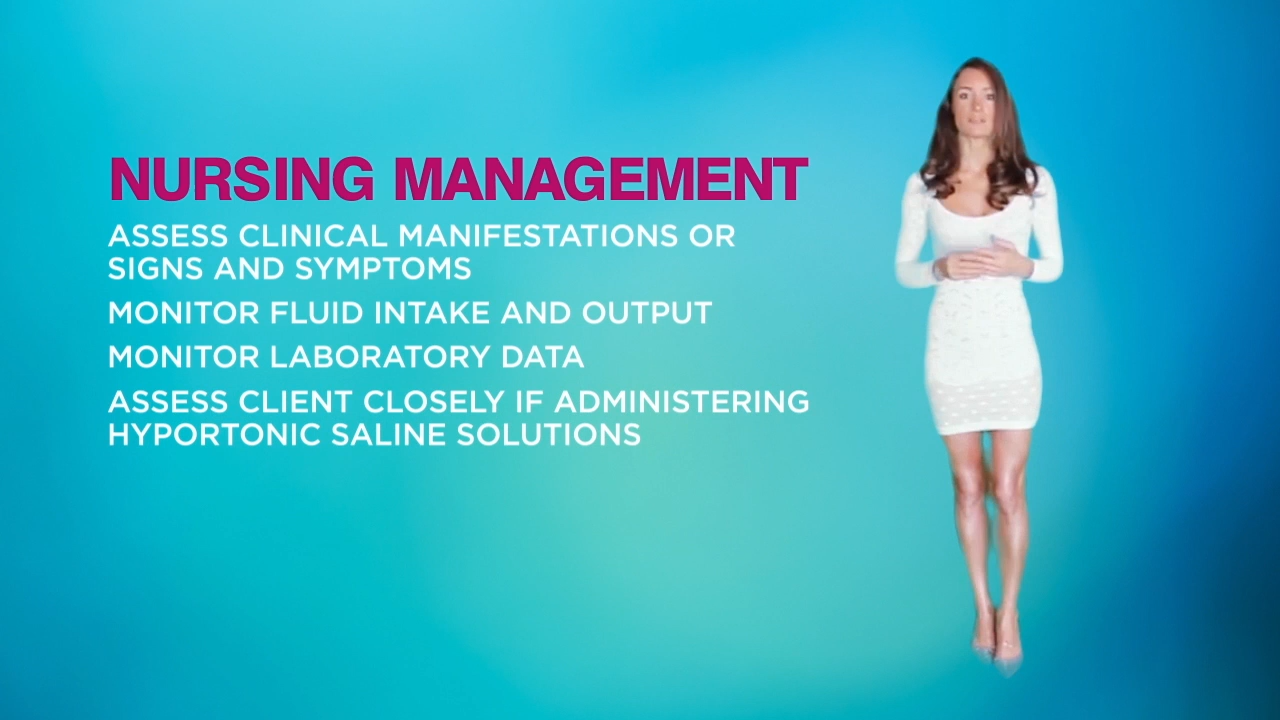 NURSING MANAGEMENT
ASSESS CLINICAL MANIFESTATIONS OR
SIGNS AND SYMPTOMS
MONITOR FLUID INTAKE AND OUTPUT
MONITOR LABORATORY DATA
ASSESS CLIENT CLOSELY IF ADMINISTERING
HYPORTONIC SALINE SOLUTIONS